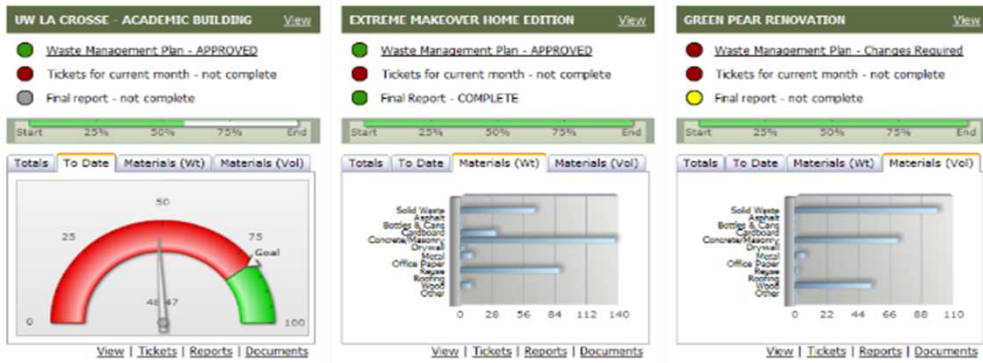 UW LA CROSSE - ACADEMIC BUILDING View
Waste Management Plan - APPROVED
Tickets for current month - not complete
Final report - not complete
Start 25% 50% 75% End
Totals To Date Materials (Wt) Materials (Vol)
50
25 75
Goal
0 100
View | Tickets | Reports | Documents
EXTREME MAKEOVER HOME EDITION View
Waste Management Plan - APPROVED
Tickets for current month - not complete
Final Report - COMPLETE
Start 25% 50% 75% End
Totals To Date Materials (Wt) Materials (Vol)
Solid Waste
Asphalt
Bottles & Cans
Cardboard
Concrete/Masonry
Drywall
Metal
Office Paper
Reuse
Roofing
Wood
Other
0 28 56 84 112 140
View | Tickets | Reports | Documents
GREEN PEAR RENOVATION View
Waste Management Plan - Changes Required
Tickets for current month - not complete
Final report - not complete
Start 25% 50% 75% End
Totals To Date Materials (Wt) Materials (Vol)
Solid Waste
Asphalt
Bottles & Cans
Cardboard
Concrete/Masonry
Drywall
Metal
Office Paper
Reuse
Roofing
Wood
Other
0 22 44 66 88 110
View | Tickets | Reports | Documents